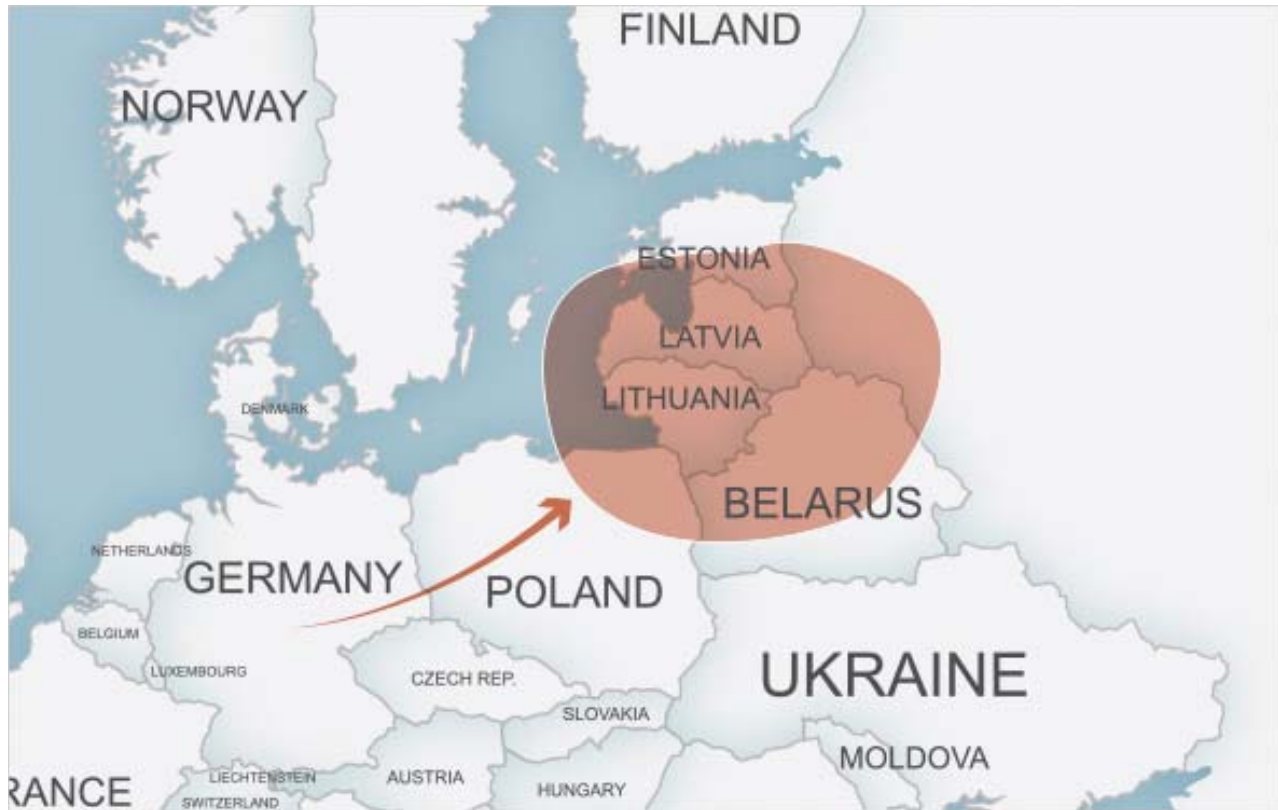 FINLAND
NORWAY
ESTONIA
LATVIA
LITHUANIA
DENMARK
BELARUS
NETHERLANDS
GERMANY
POLAND
BELGIUM
LUXEMBOURG
CZECH REP.
UKRAINE
SLOVAKIA
MOLDOVA
LIECHTENSTEIN
AUSTRIA
HUNGARY
RANCE
SWITZERLAND